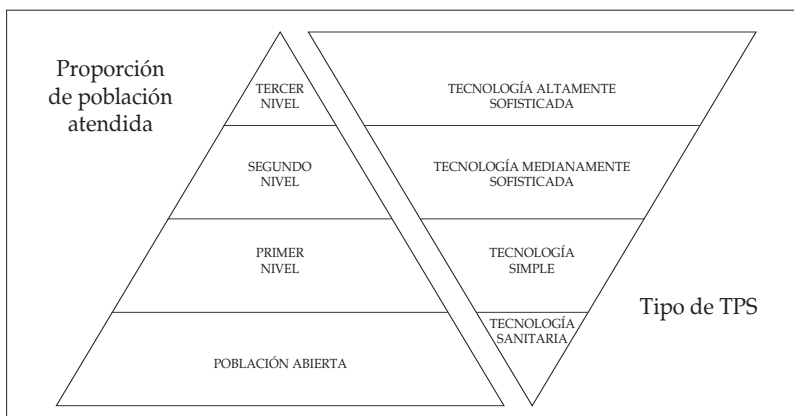 Proporción
de población
atendida
TERCER
NIVEL
TECNOLOGÍA ALTAMENTE
SOFISTICADA
SEGUNDO
NIVEL
TECNOLOGÍA MEDIANAMENTE
SOFISTICADA
PRIMER
NIVEL
TECNOLOGÍA
SIMPLE
Tipo de TPS
TECNOLOGÍA
SANITARIA
POBLACIÓN ABIERTA